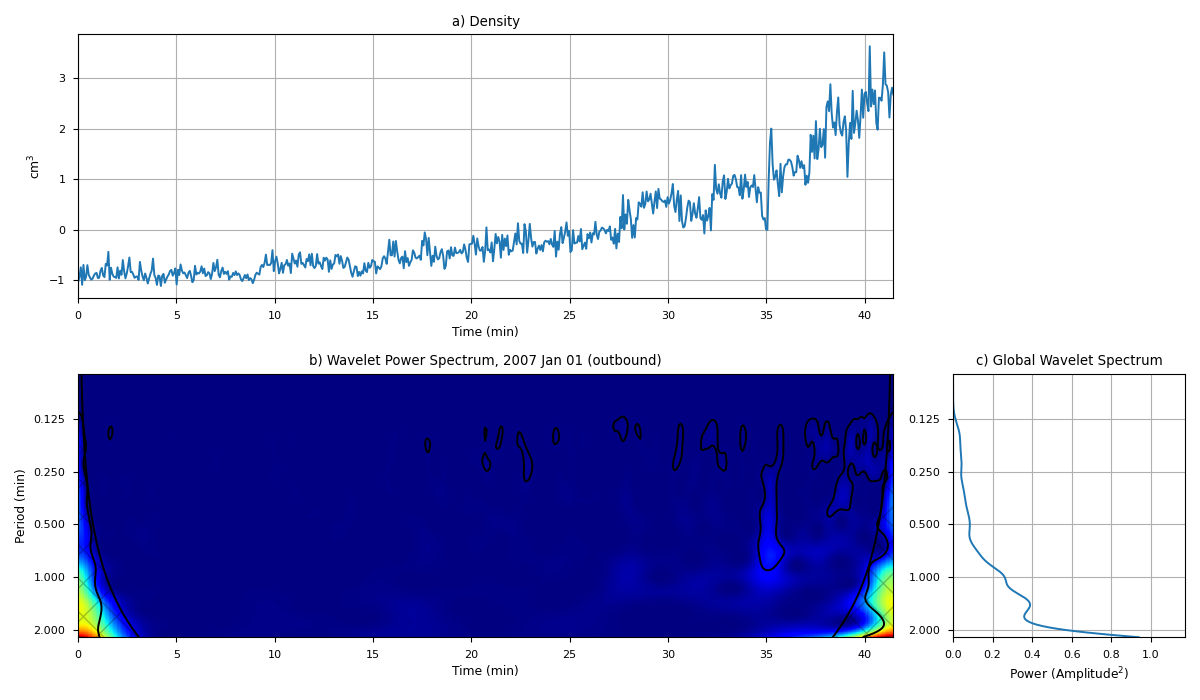 a) Density
cm³
3
2
1
0
−1
0 5 10 15 20 25 30 35 40
Time (min)
b) Wavelet Power Spectrum, 2007 Jan 01 (outbound)
Period (min)
0.125
0.250
0.500
1.000
2.000
0 5 10 15 20 25 30 35 40
Time (min)
c) Global Wavelet Spectrum
0.125
0.250
0.500
1.000
2.000
0.0 0.2 0.4 0.6 0.8 1.0
Power (Amplitude²)